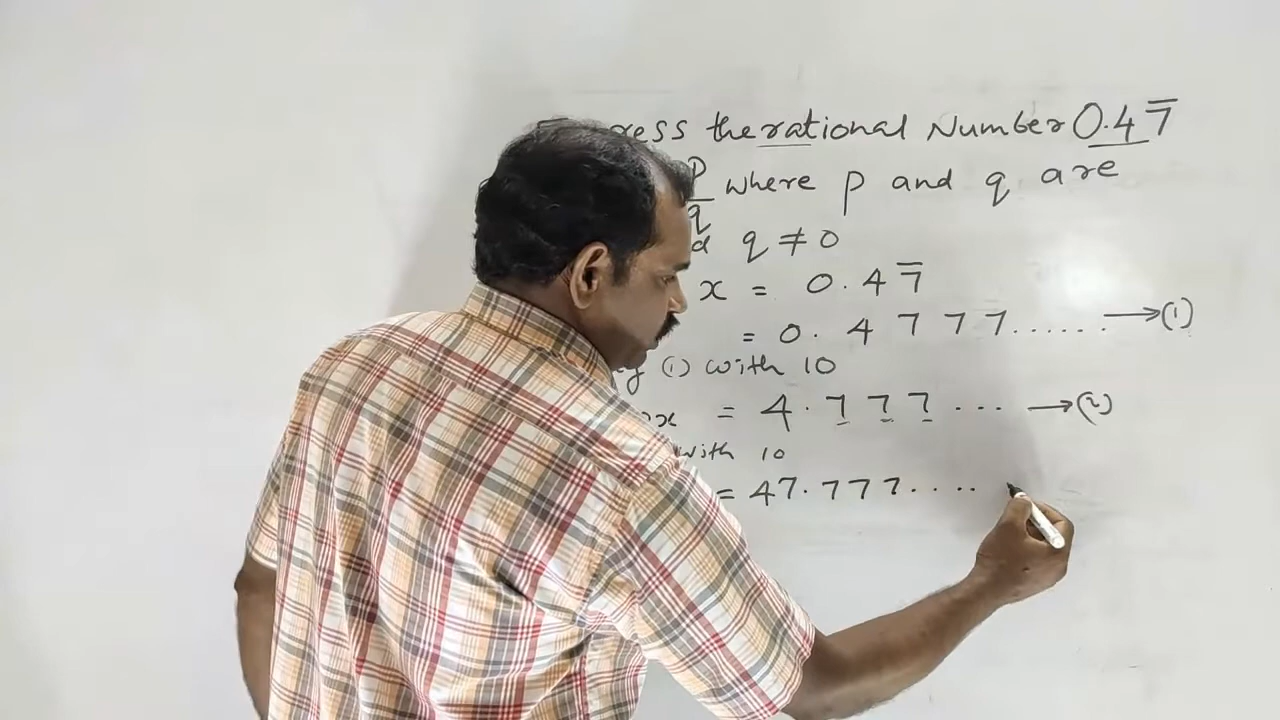 the rational Number 0.47̅
p/q where p and q are
q ≠ 0
x = 0.47̅
= 0.4777...... →(1)
(1) with 10
x = 4.777... →(2)
with 10
= 47.777....